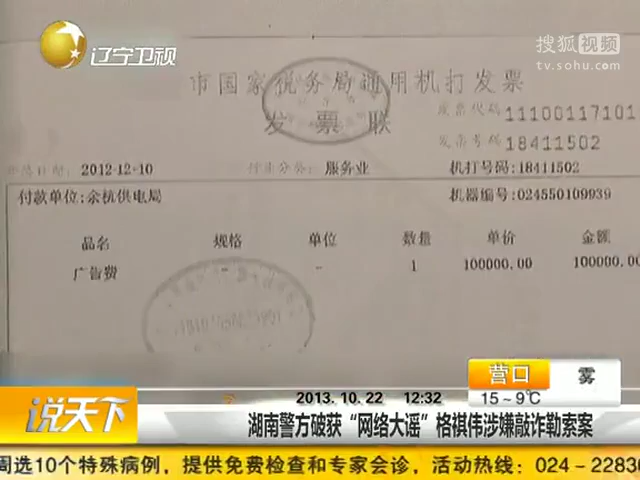 辽宁卫视
搜狐视频
tv.sohu.com
市国家税务局通用机打发票
发票联
发票代码 11100117101
发票号码 18411502
2012-12-10
行业分类: 服务业
机打号码:18411502
付款单位:余杭供电局
机器编号:024550109939
品名 规格 单位 数量 单价 金额
广告费 - 1 100000.00 100000.00
营口 雾
2013.10.22 12:32
15~9℃
说天下
湖南警方破获“网络大谣”格祺伟涉嫌敲诈勒索案
周选10个特殊病例，提供免费检查和专家会诊，活动热线：024-22830